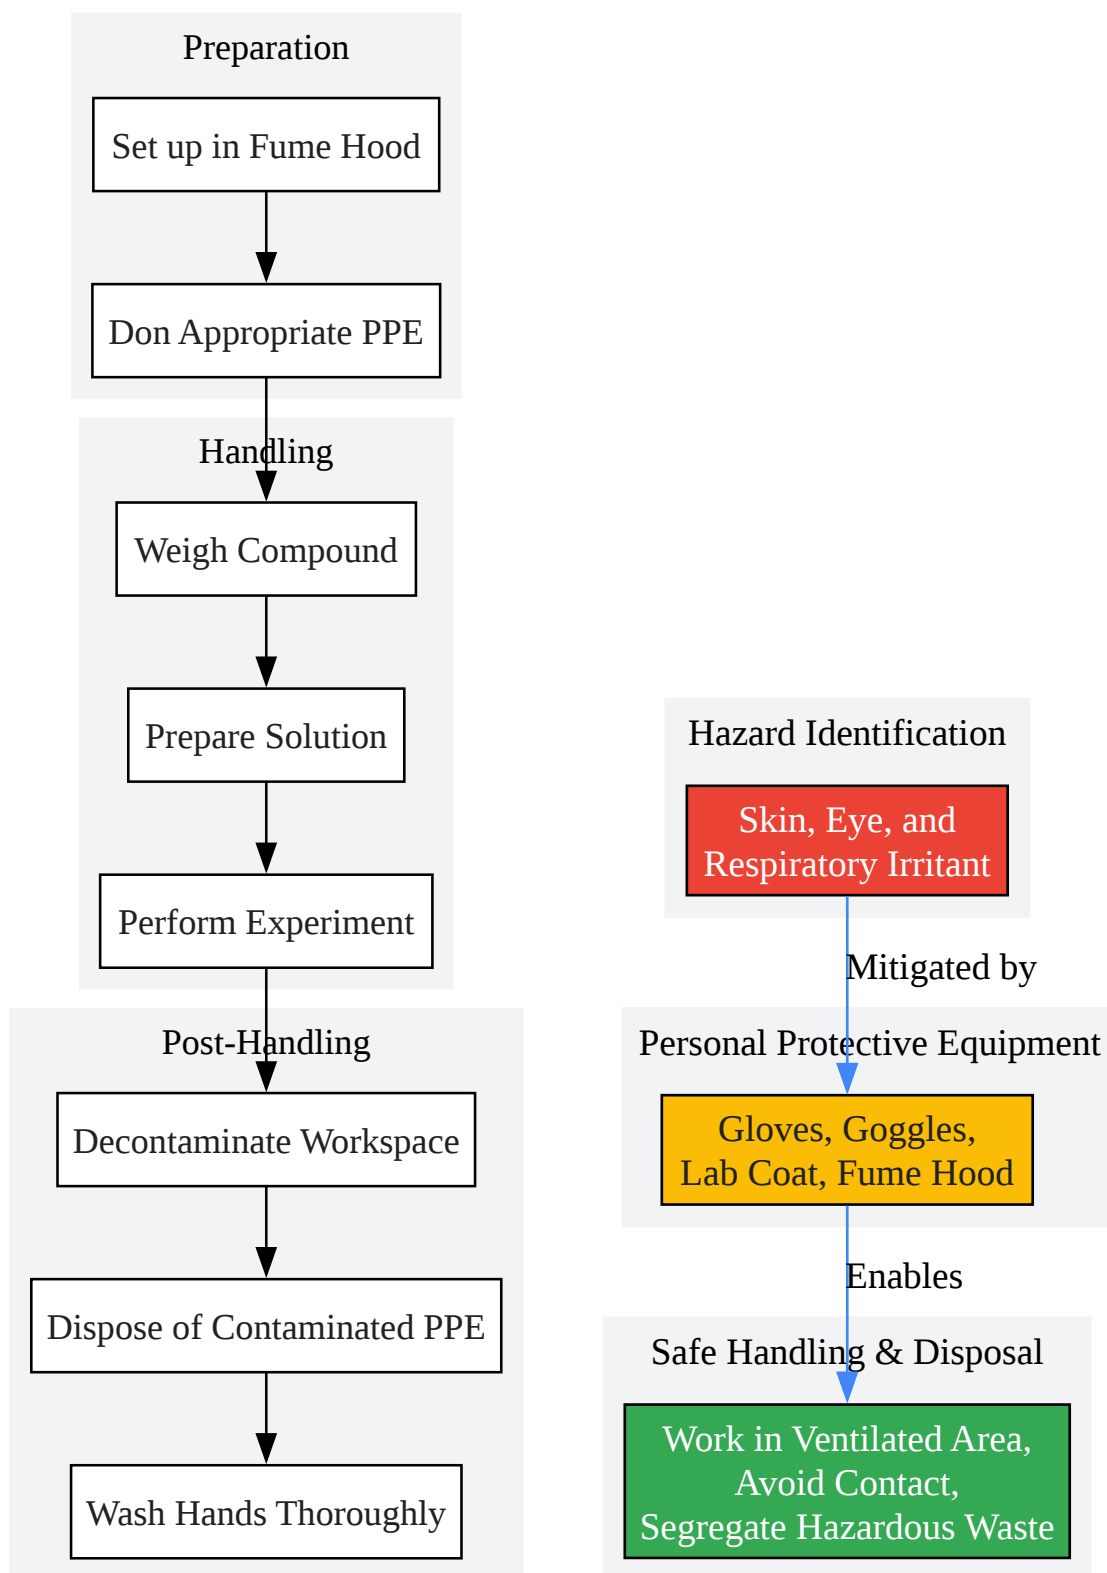 Preparation
Set up in Fume Hood
Don Appropriate PPE
Handling
Weigh Compound
Prepare Solution
Perform Experiment
Post-Handling
Decontaminate Workspace
Dispose of Contaminated PPE
Wash Hands Thoroughly
Hazard Identification
Skin, Eye, and
Respiratory Irritant
Mitigated by
Personal Protective Equipment
Gloves, Goggles,
Lab Coat, Fume Hood
Enables
Safe Handling & Disposal
Work in Ventilated Area,
Avoid Contact,
Segregate Hazardous Waste